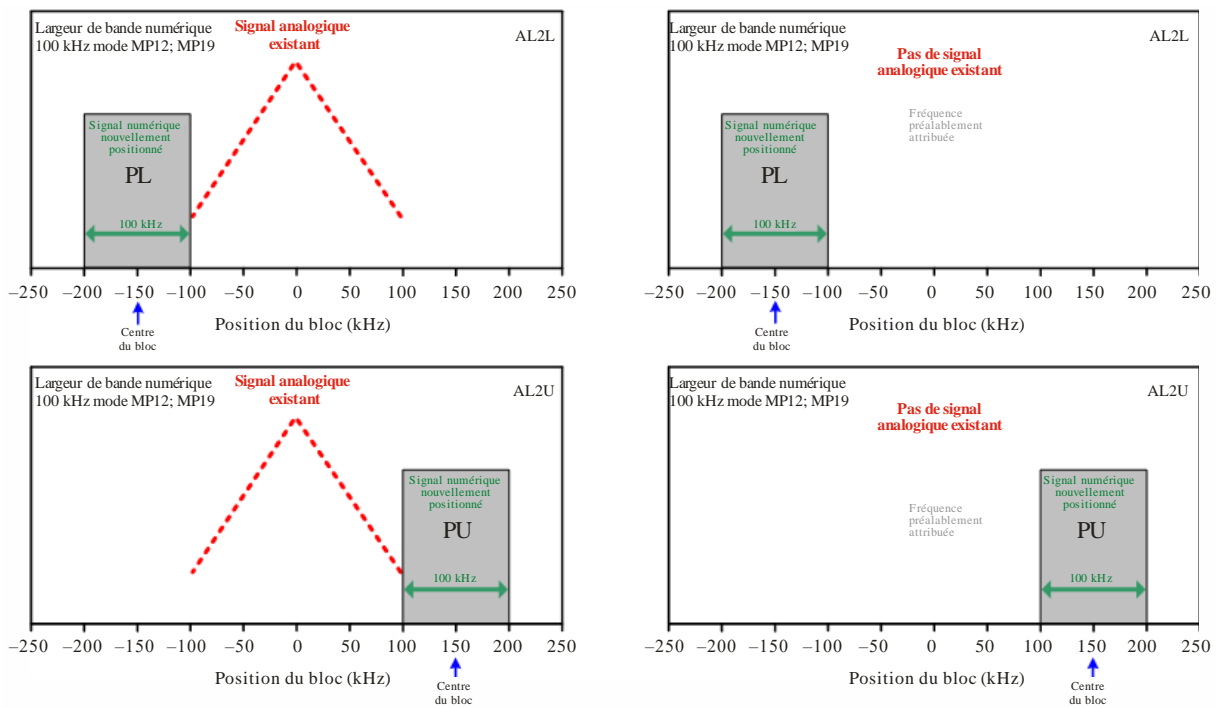 Largeur de bande numérique
100 kHz mode MP12; MP19
Signal analogique
existant
AL2L
Signal numérique
nouvellement
positionné
PL
100 kHz
–250 –200 –150 –100 –50 0 50 100 150 200 250
Centre
du bloc
Position du bloc (kHz)
Largeur de bande numérique
100 kHz mode MP12; MP19
AL2L
Pas de signal
analogique existant
Fréquence
préalablement
attribuée
Signal numérique
nouvellement
positionné
PL
100 kHz
–250 –200 –150 –100 –50 0 50 100 150 200 250
Centre
du bloc
Position du bloc (kHz)
Largeur de bande numérique
100 kHz mode MP12; MP19
Signal analogique
existant
AL2U
Signal numérique
nouvellement
positionné
PU
100 kHz
–250 –200 –150 –100 –50 0 50 100 150 200 250
Position du bloc (kHz)
Centre
du bloc
Largeur de bande numérique
100 kHz mode MP12; MP19
AL2U
Pas de signal
analogique existant
Fréquence
préalablement
attribuée
Signal numérique
nouvellement
positionné
PU
100 kHz
–250 –200 –150 –100 –50 0 50 100 150 200 250
Position du bloc (kHz)
Centre
du bloc